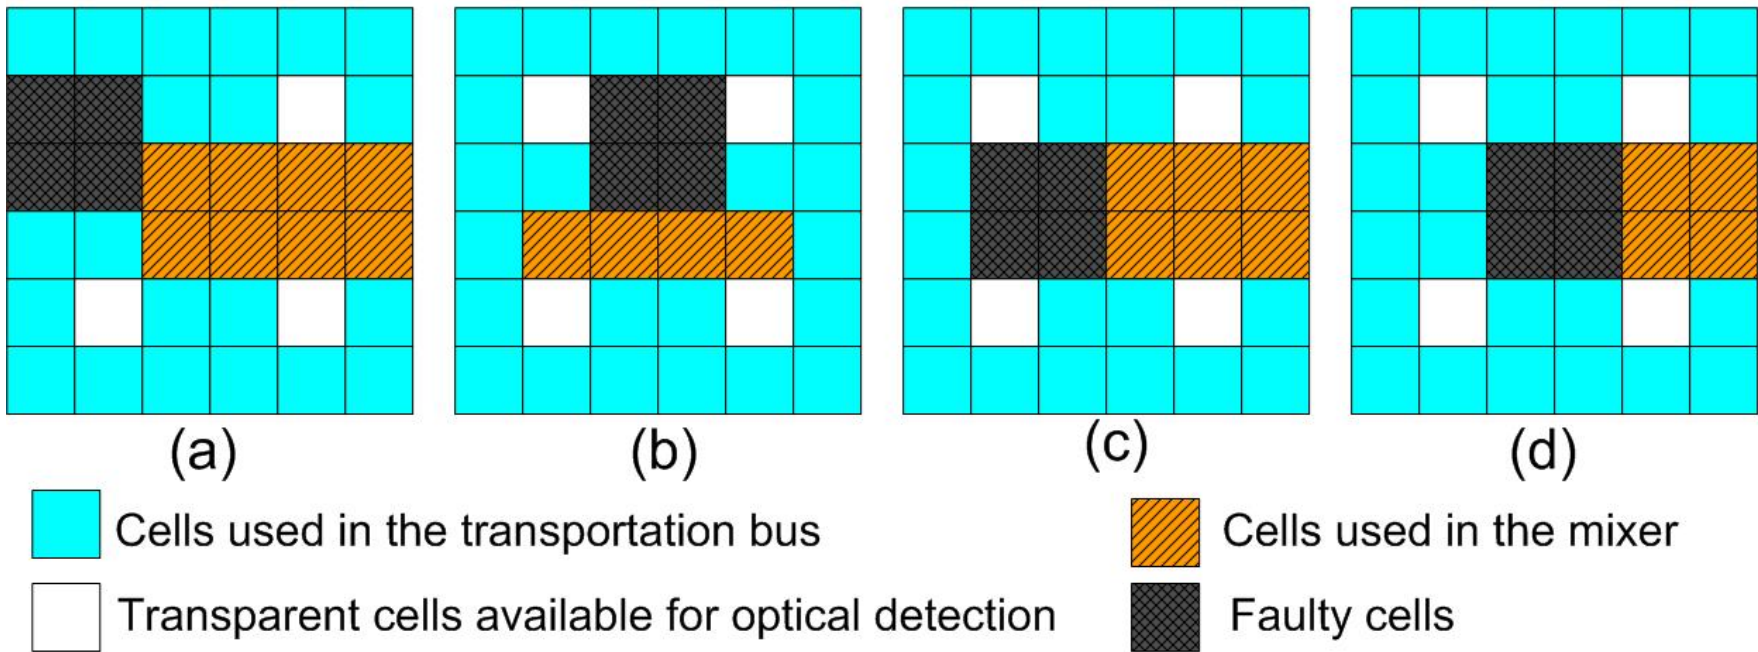 (a) (b) (c) (d)
Cells used in the transportation bus
Cells used in the mixer
Transparent cells available for optical detection
Faulty cells